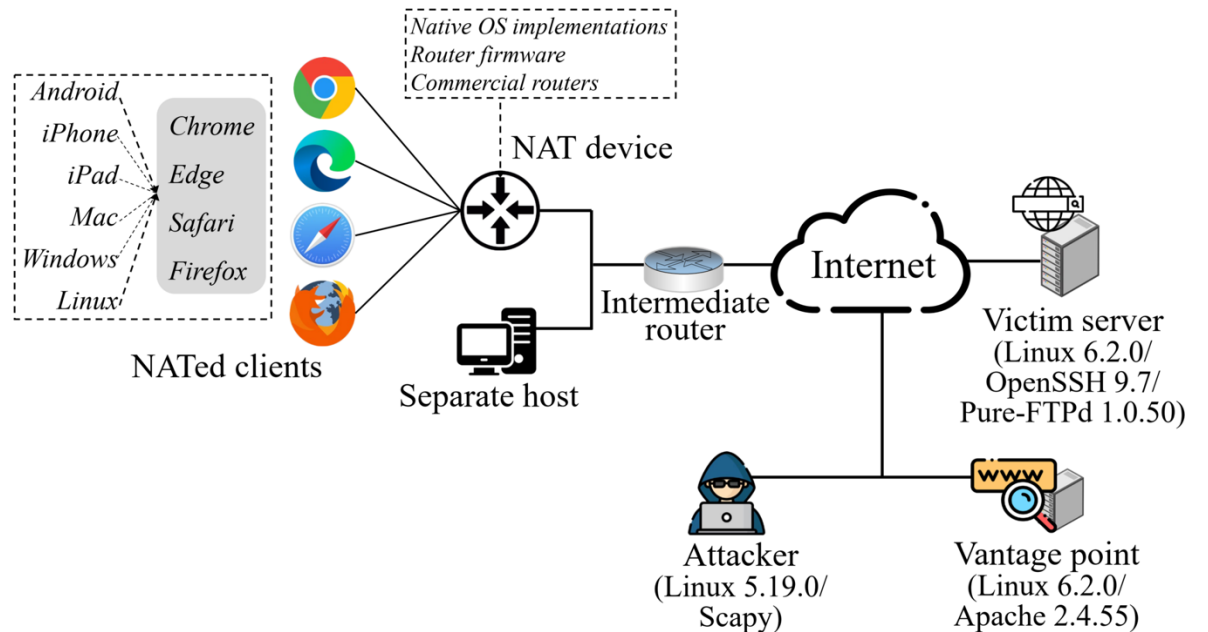 Native OS implementations
Router firmware
Commercial routers
Android
iPhone
iPad
Mac
Windows
Linux
Chrome
Edge
Safari
Firefox
NATed clients
NAT device
Separate host
Intermediate
router
Internet
Victim server
(Linux 6.2.0/
OpenSSH 9.7/
Pure-FTPd 1.0.50)
Attacker
(Linux 5.19.0/
Scapy)
www
Vantage point
(Linux 6.2.0/
Apache 2.4.55)